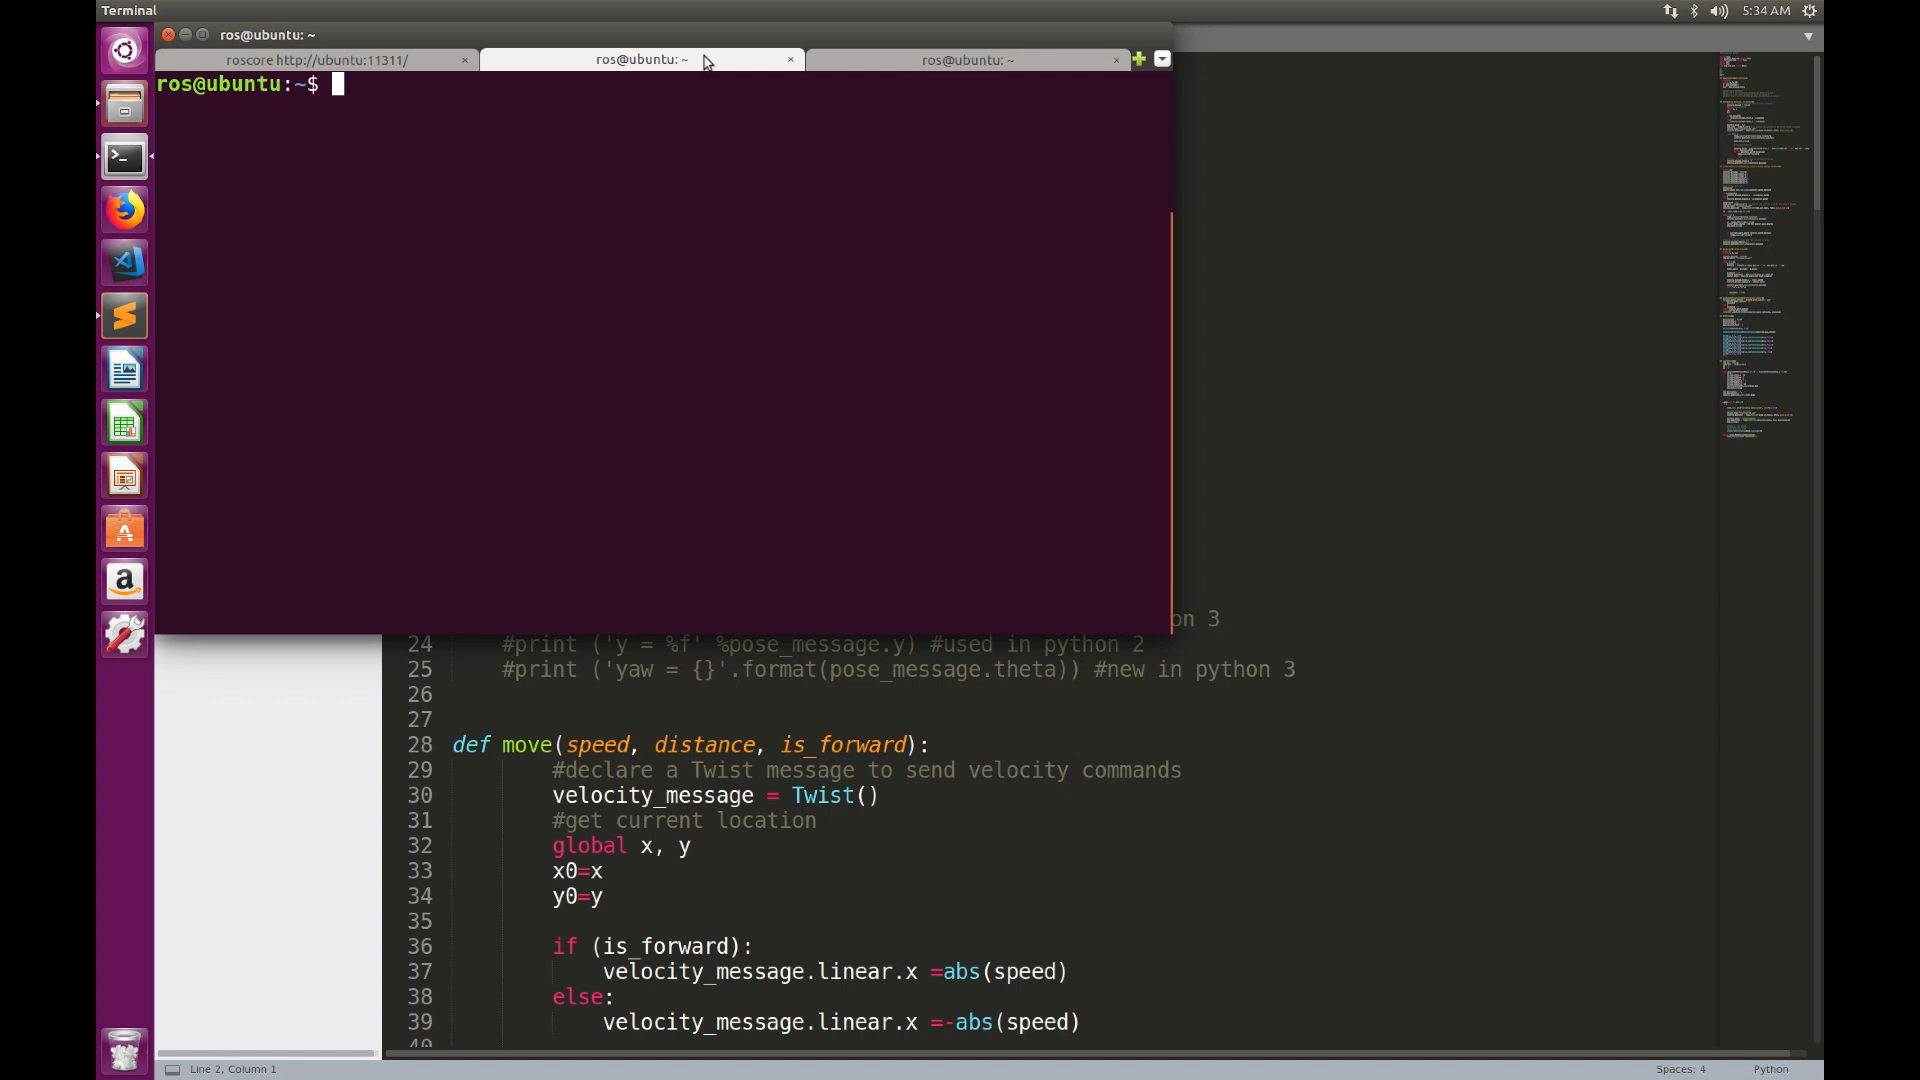 Terminal
5:34 AM
ros@ubuntu: ~
roscore http://ubuntu:11311/ ×
ros@ubuntu: ~ ×
ros@ubuntu: ~ ×
ros@ubuntu:~$
on 3
24 #print ('y = %f' %pose_message.y) #used in python 2
25 #print ('yaw = {}'.format(pose_message.theta)) #new in python 3
26
27
28 def move(speed, distance, is_forward):
29 #declare a Twist message to send velocity commands
30 velocity_message = Twist()
31 #get current location
32 global x, y
33 x0=x
34 y0=y
35
36 if (is_forward):
37 velocity_message.linear.x =abs(speed)
38 else:
39 velocity_message.linear.x =-abs(speed)
40
Line 2, Column 1
Spaces: 4
Python